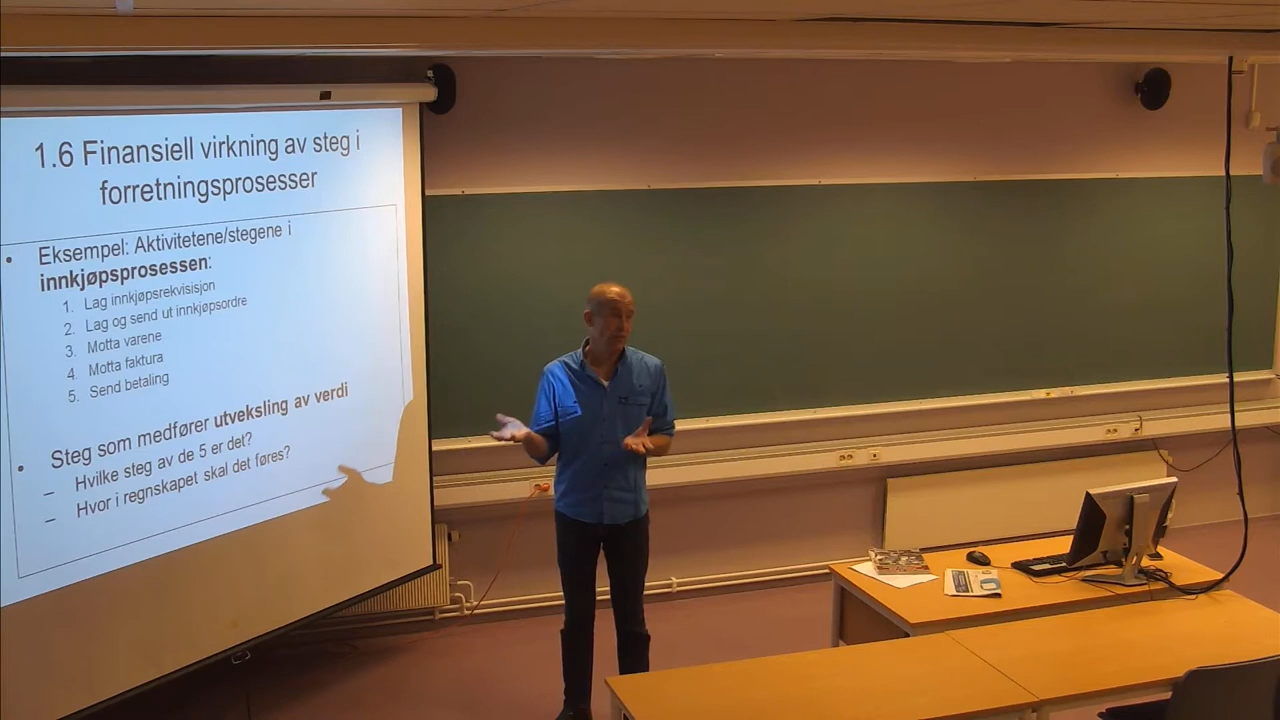 1.6 Finansiell virkning av steg i
forretningsprosesser
• Eksempel: Aktivitetene/stegene i
innkjøpsprosessen:
1. Lag innkjøpsrekvisisjon
2. Lag og send ut innkjøpsordre
3. Motta varene
4. Motta faktura
5. Send betaling
• Steg som medfører utveksling av verdi
– Hvilke steg av de 5 er det?
– Hvor i regnskapet skal det føres?